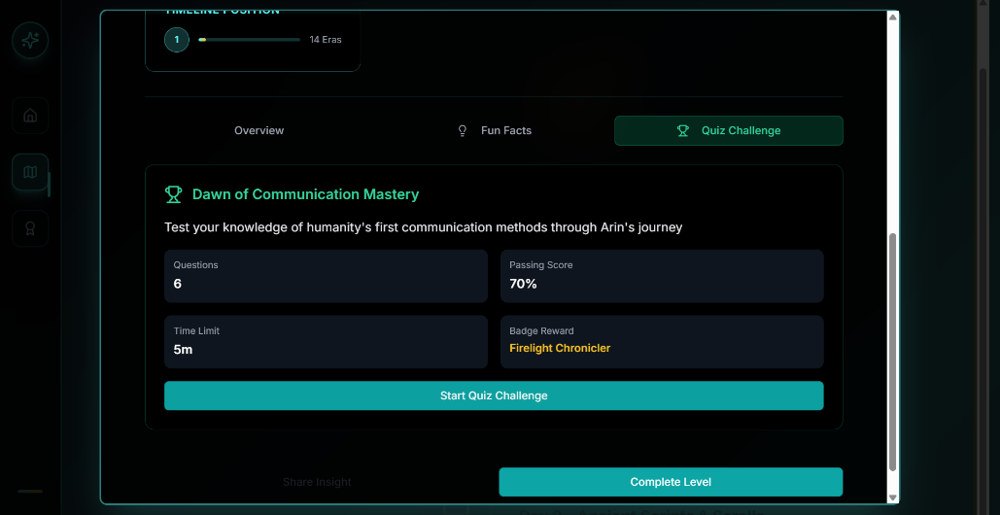 TIMELINE POSITION
1
14 Eras
Overview
Fun Facts
Quiz Challenge
Dawn of Communication Mastery
Test your knowledge of humanity's first communication methods through Arin's journey
Questions
6
Passing Score
70%
Time Limit
5m
Badge Reward
Firelight Chronicler
Start Quiz Challenge
Share Insight
Complete Level